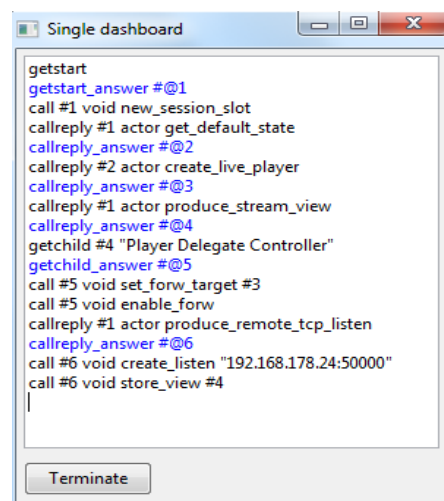 Single dashboard
getstart
getstart_answer #@1
call #1 void new_session_slot
callreply #1 actor get_default_state
callreply_answer #@2
callreply #2 actor create_live_player
callreply_answer #@3
callreply #1 actor produce_stream_view
callreply_answer #@4
getchild #4 "Player Delegate Controller"
getchild_answer #@5
call #5 void set_forw_target #3
call #5 void enable_forw
callreply #1 actor produce_remote_tcp_listen
callreply_answer #@6
call #6 void create_listen "192.168.178.24:50000"
call #6 void store_view #4
Terminate